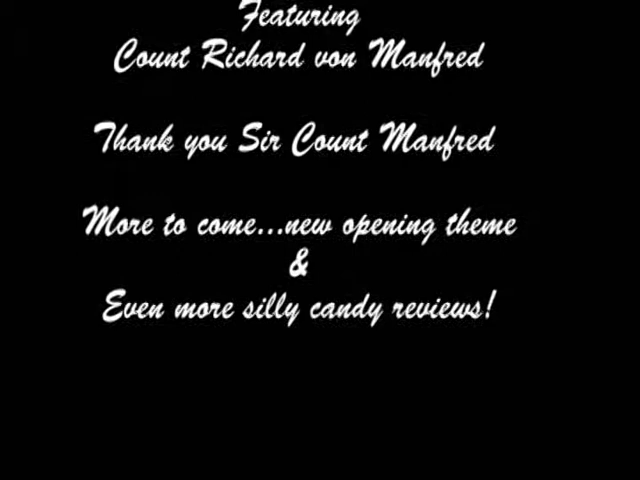 Featuring
Count Richard von Manfred
Thank you Sir Count Manfred
More to come...new opening theme
&
Even more silly candy reviews!